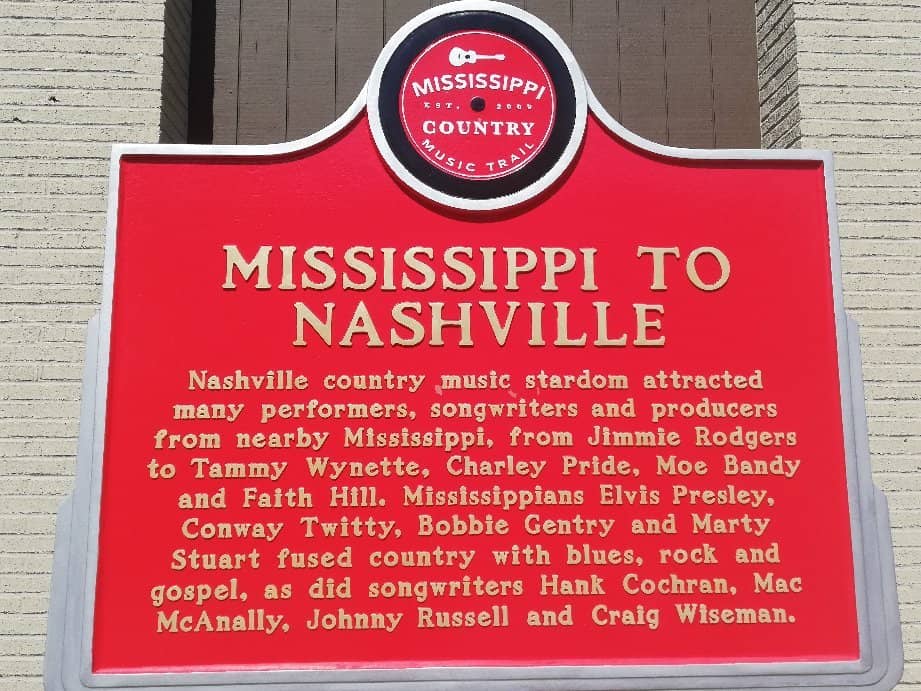 MISSISSIPPI
EST. 2009
COUNTRY
MUSIC TRAIL
MISSISSIPPI TO
NASHVILLE
Nashville country music stardom attracted
many performers, songwriters and producers
from nearby Mississippi, from Jimmie Rodgers
to Tammy Wynette, Charley Pride, Moe Bandy
and Faith Hill. Mississippians Elvis Presley,
Conway Twitty, Bobbie Gentry and Marty
Stuart fused country with blues, rock and
gospel, as did songwriters Hank Cochran, Mac
McAnally, Johnny Russell and Craig Wiseman.